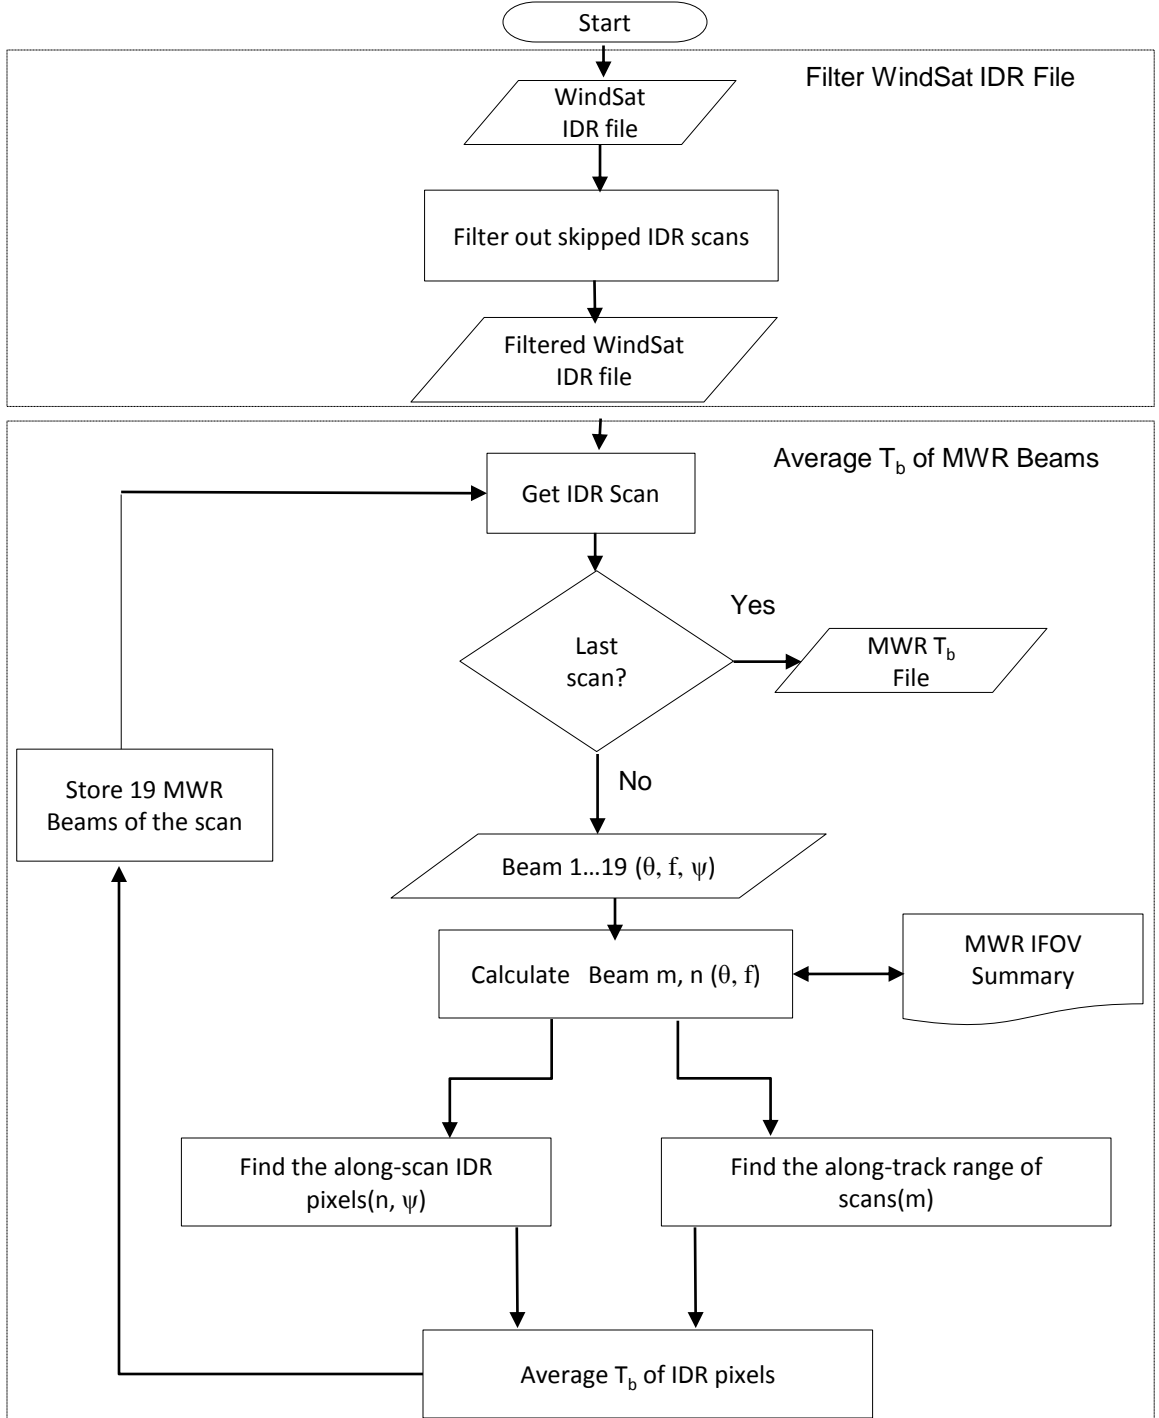 Start
Filter WindSat IDR File
WindSat
IDR file
Filter out skipped IDR scans
Filtered WindSat
IDR file
Average T_b of MWR Beams
Get IDR Scan
Yes
Last
scan?
MWR T_b
File
No
Store 19 MWR
Beams of the scan
Beam 1...19 (θ, f, ψ)
Calculate Beam m, n (θ, f)
MWR IFOV
Summary
Find the along-scan IDR
pixels(n, ψ)
Find the along-track range of
scans(m)
Average T_b of IDR pixels